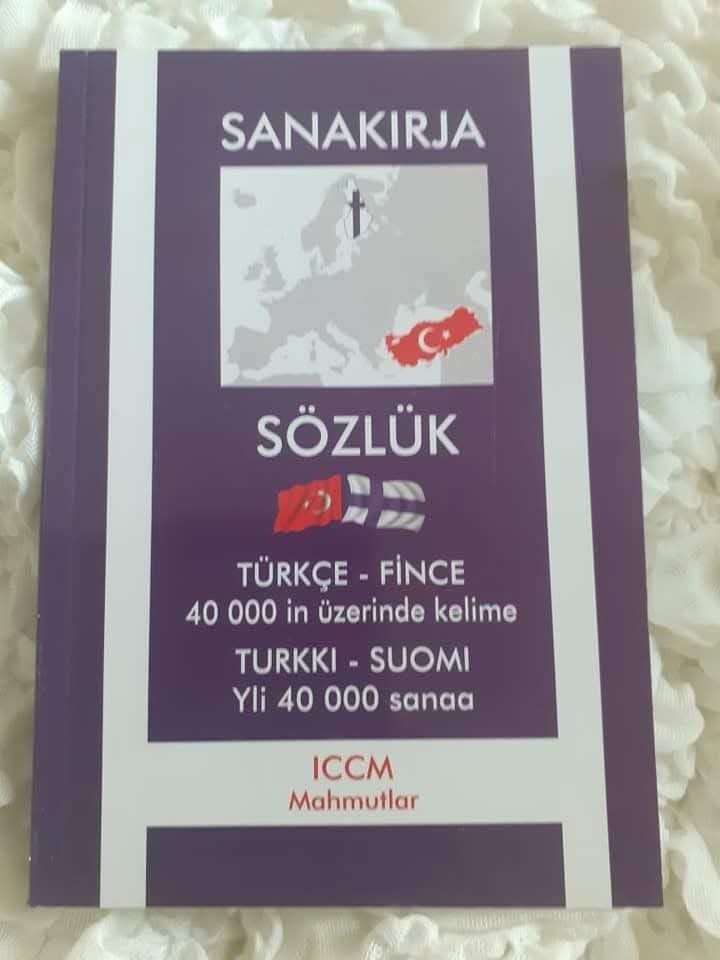 SANAKIRJA
SÖZLÜK
TÜRKÇE - FİNCE
40 000 in üzerinde kelime
TURKKI - SUOMI
Yli 40 000 sanaa
ICCM
Mahmutlar